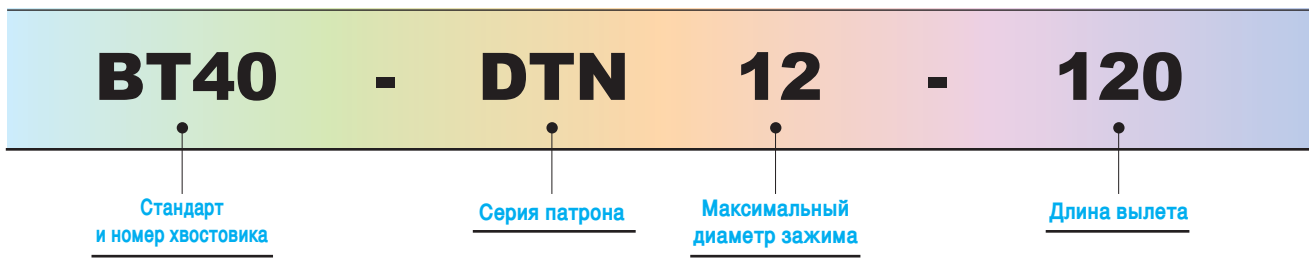 BT40 - DTN 12 - 120
Стандарт
и номер хвостовика
Серия патрона
Максимальный
диаметр зажима
Длина вылета